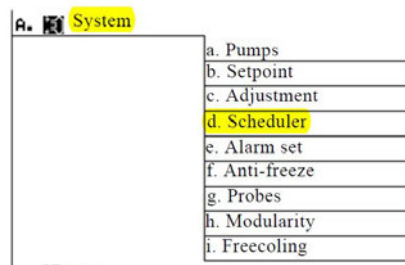 A. System
a. Pumps
b. Setpoint
c. Adjustment
d. Scheduler
e. Alarm set
f. Anti-freeze
g. Probes
h. Modularity
i. Freecoling